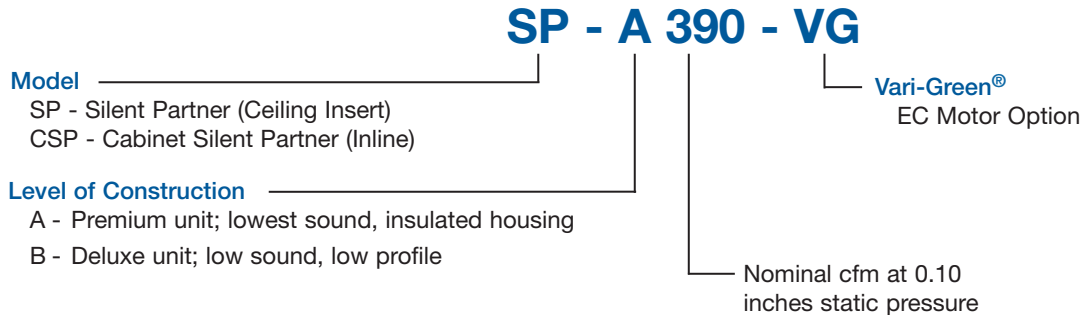 SP - A 390 - VG
Model
SP - Silent Partner (Ceiling Insert)
CSP - Cabinet Silent Partner (Inline)
Vari-Green®
EC Motor Option
Level of Construction
A - Premium unit; lowest sound, insulated housing
B - Deluxe unit; low sound, low profile
Nominal cfm at 0.10
inches static pressure